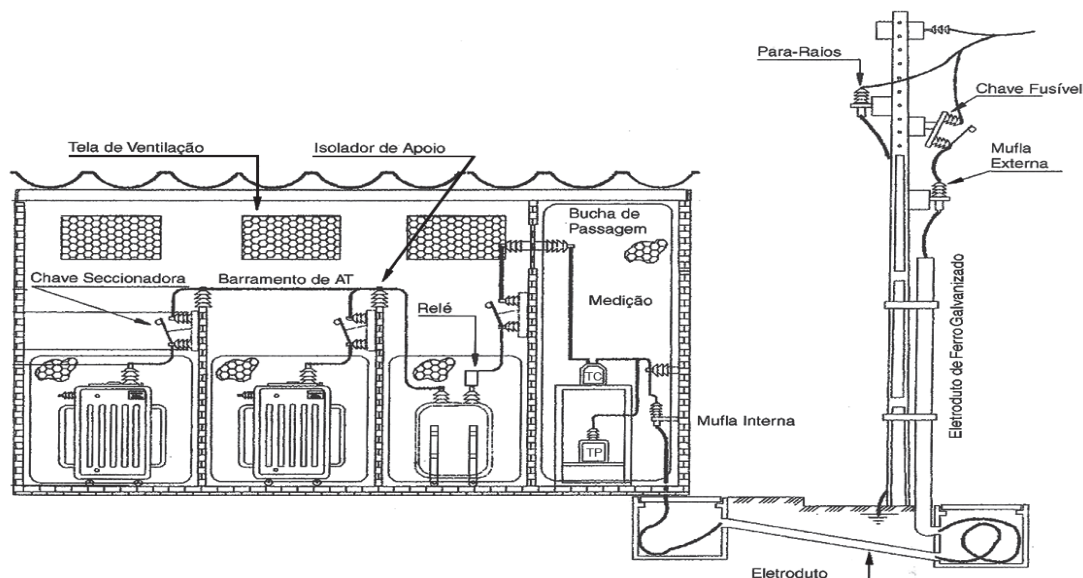 Para-Raios
Chave Fusível
Mufla
Externa
Tela de Ventilação
Isolador de Apoio
Bucha de
Passagem
Chave Seccionadora
Barramento de AT
Medição
Relé
Eletroduto de Ferro Galvanizado
TC
Mufla Interna
TP
Eletroduto